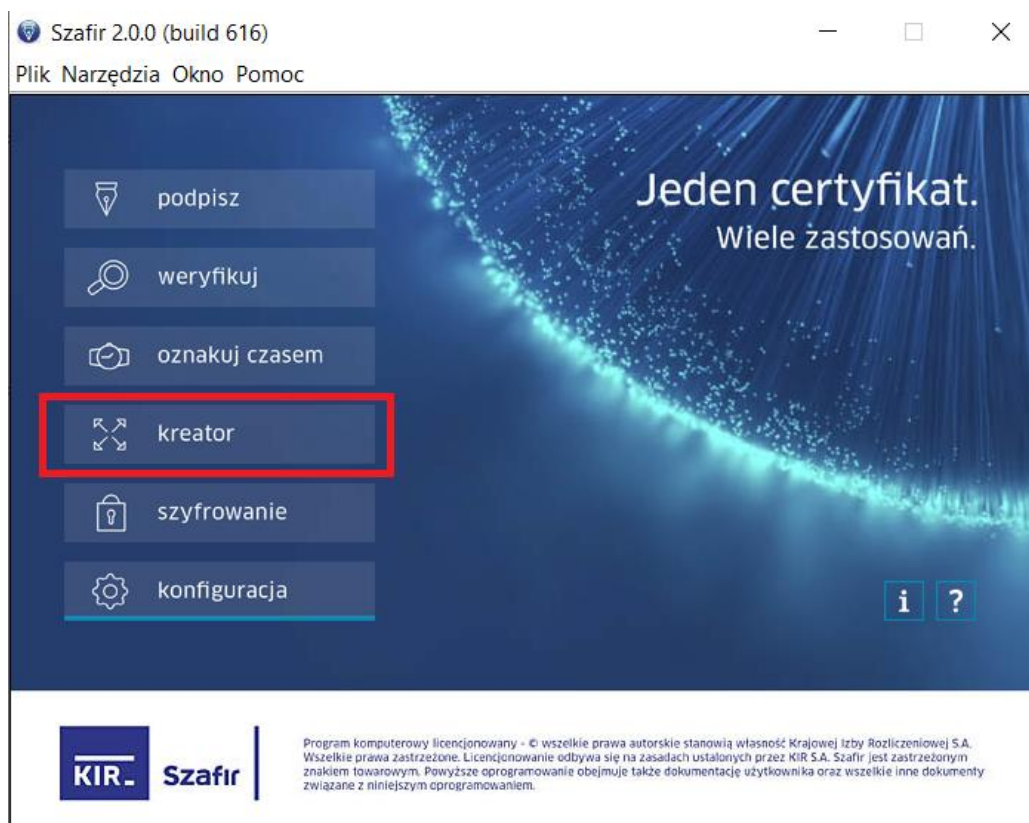 Szafir 2.0.0 (build 616)
Plik Narzędzia Okno Pomoc
podpisz
weryfikuj
oznakuj czasem
kreator
szyfrowanie
konfiguracja
Jeden certyfikat.
Wiele zastosowań.
i ?
KIR Szafir
Program komputerowy licencjonowany - © wszelkie prawa autorskie stanowią własność Krajowej Izby Rozliczeniowej S.A.
Wszelkie prawa zastrzeżone. Licencjonowanie odbywa się na zasadach ustalonych przez KIR S.A. Szafir jest zastrzeżonym
znakiem towarowym. Powyższe oprogramowanie obejmuje także dokumentację użytkownika oraz wszelkie inne dokumenty
związane z niniejszym oprogramowaniem.